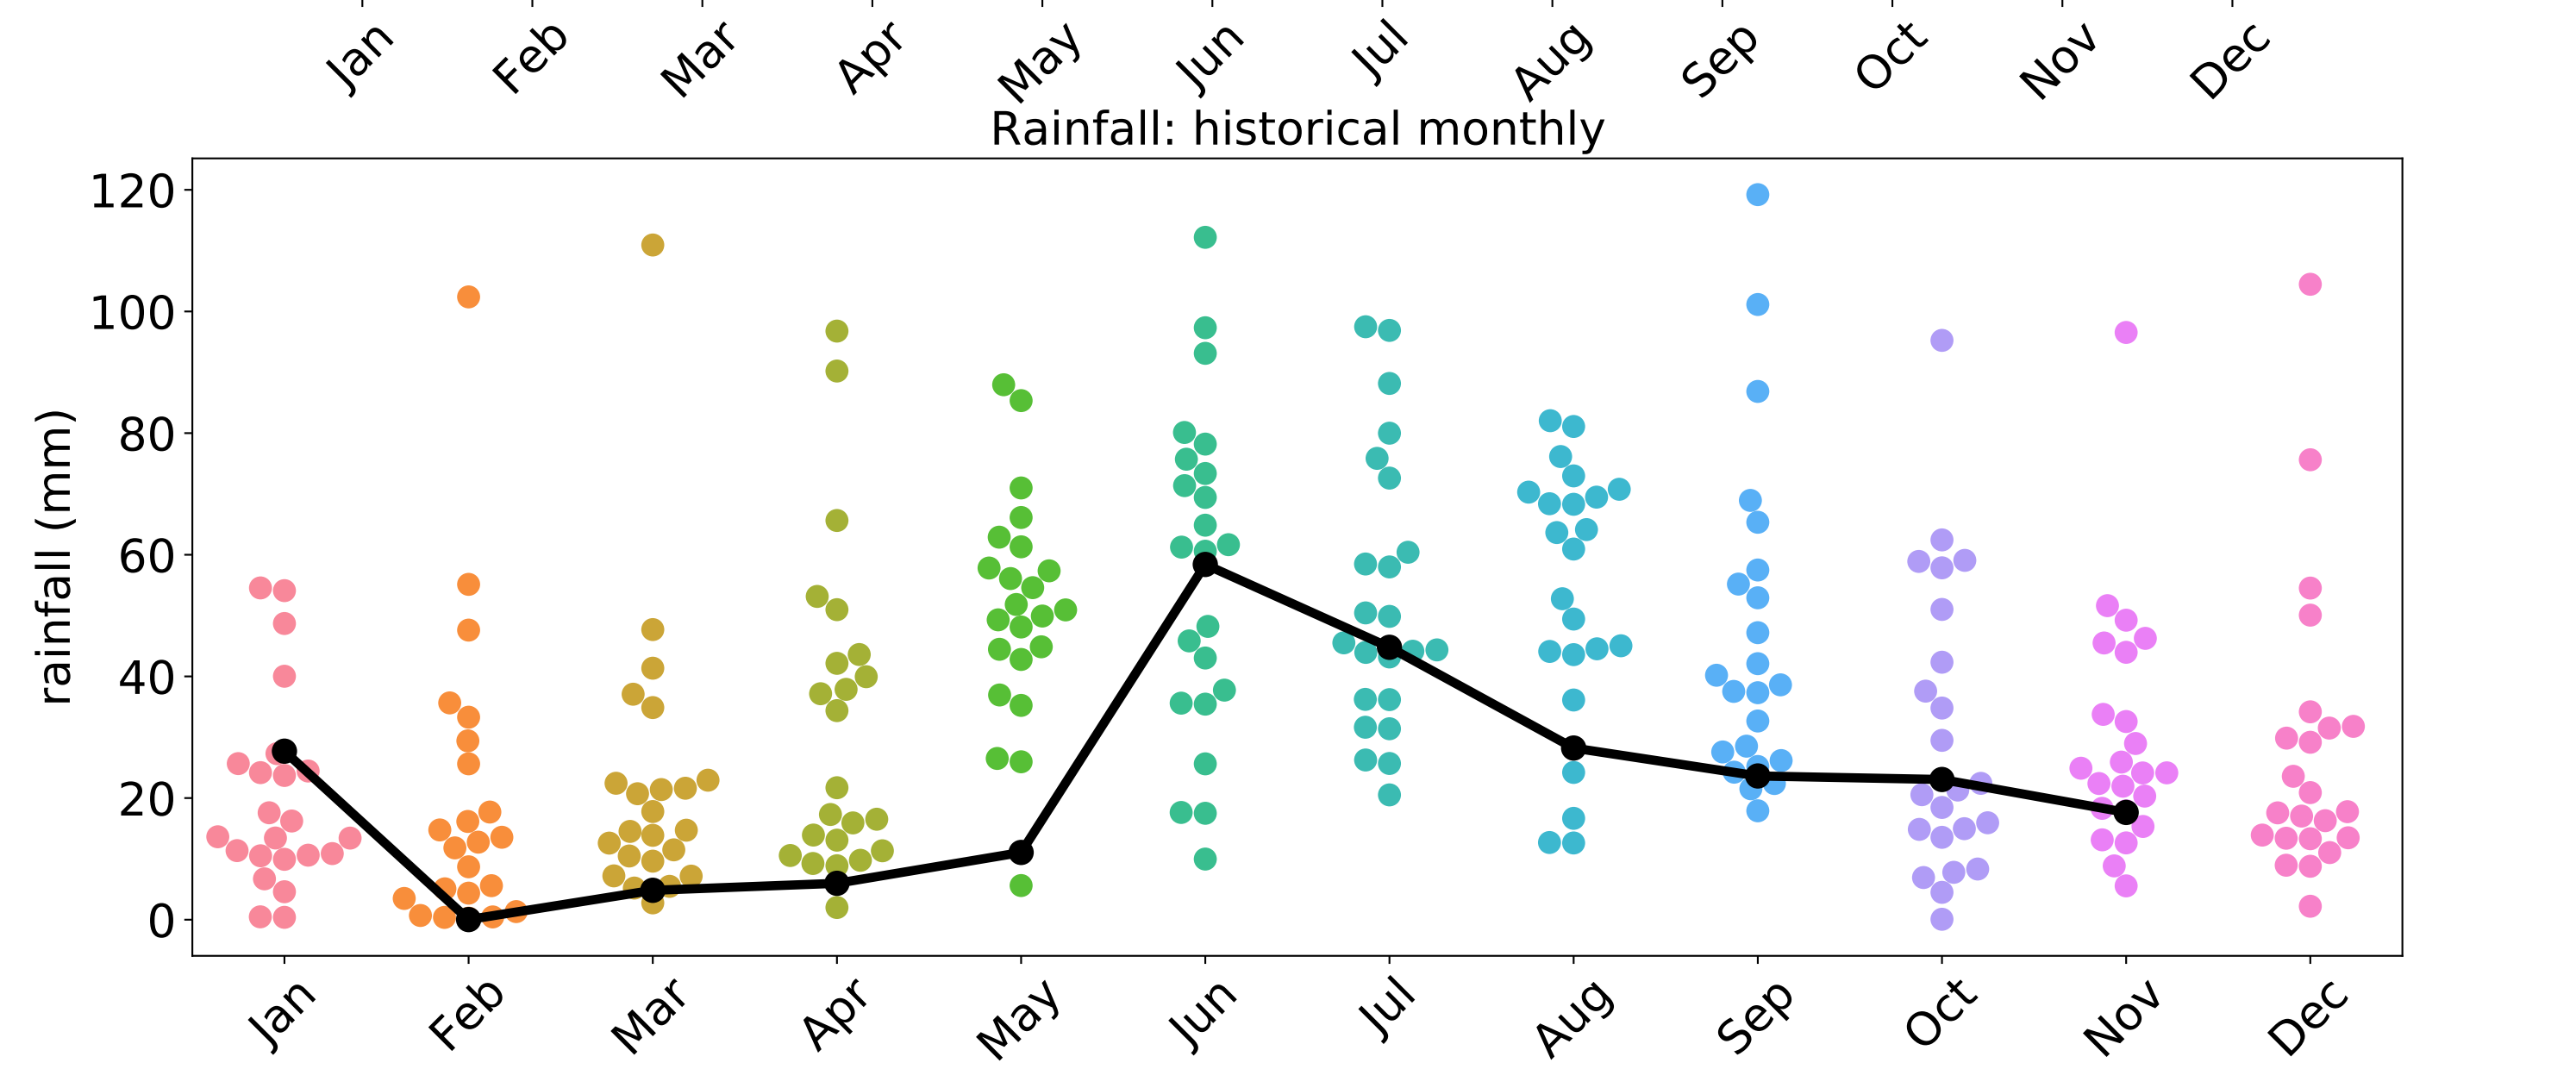 Jan Feb Mar Apr May Jun Jul Aug Sep Oct Nov Dec
Rainfall: historical monthly
rainfall (mm)
120
100
80
60
40
20
0
Jan Feb Mar Apr May Jun Jul Aug Sep Oct Nov Dec